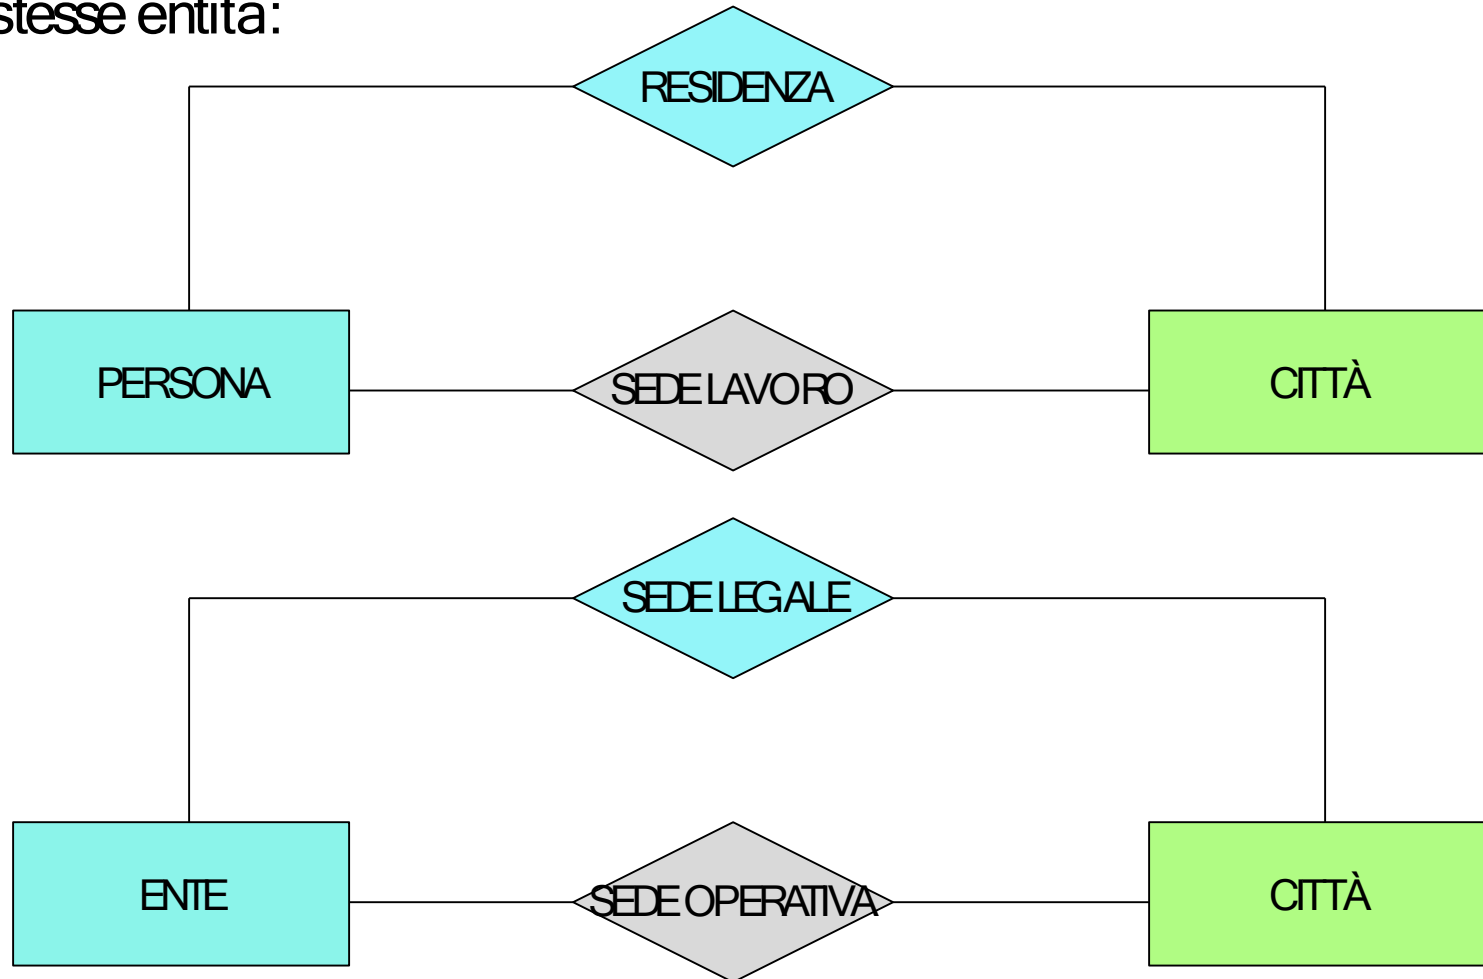 stesse entità:
RESIDENZA
PERSONA
SEDE LAVORO
CITTÀ
SEDE LEGALE
ENTE
SEDE OPERATIVA
CITTÀ